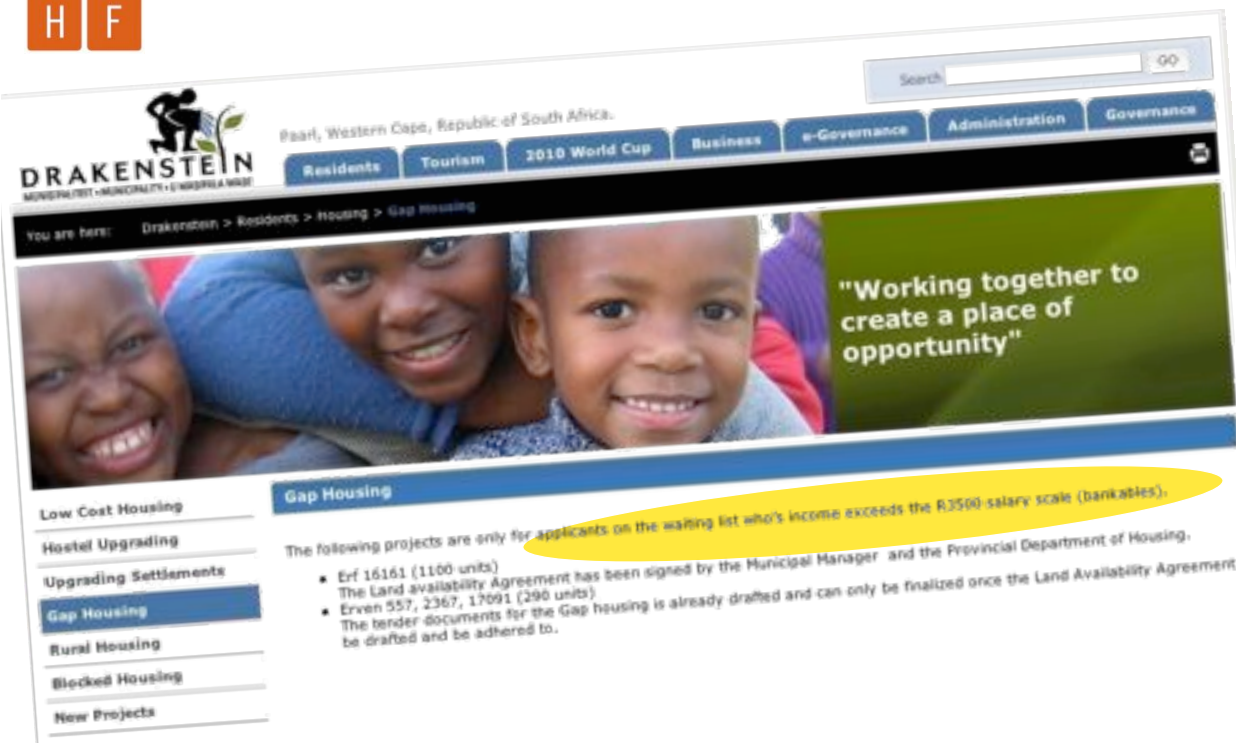 H F
Search GO
Paarl, Western Cape, Republic of South Africa.
DRAKENSTEIN
MUNISIPALITEIT • MUNICIPALITY • U MASIPALA WASE
Residents Tourism 2010 World Cup Business e-Governance Administration Governance
You are here: Drakenstein > Residents > Housing > Gap Housing
"Working together to
create a place of
opportunity"
Low Cost Housing
Hostel Upgrading
Upgrading Settlements
Gap Housing
Rural Housing
Blocked Housing
New Projects
Gap Housing
The following projects are only for applicants on the waiting list who's income exceeds the R3500 salary scale (bankables).
• Erf 16161 (1100 units)
The Land availability Agreement has been signed by the Municipal Manager and the Provincial Department of Housing.
• Erven 557, 2367, 17091 (290 units)
The tender documents for the Gap housing is already drafted and can only be finalized once the Land Availability Agreement
be drafted and be adhered to.